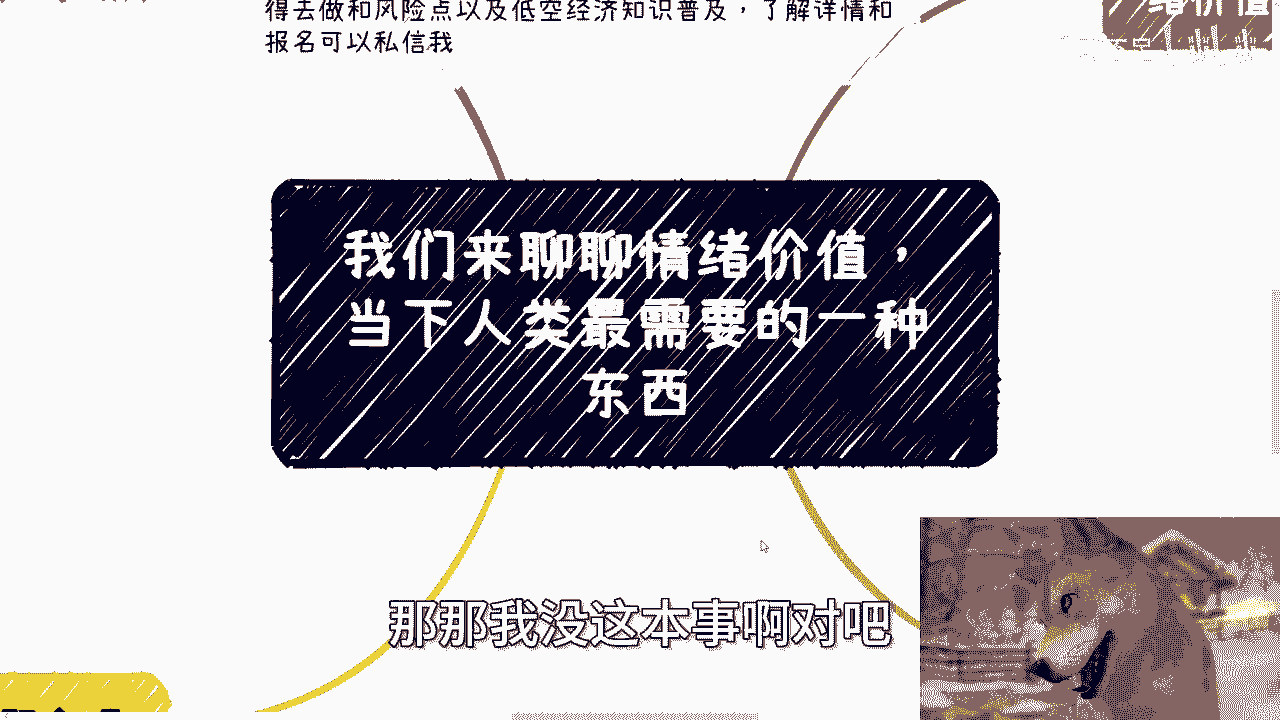 得去做和风险点以及低空经济知识普及，了解详情和
报名可以私信我
绪价值
我们来聊聊情绪价值，
当下人类最需要的一种
东西
那那我没这本事啊对吧